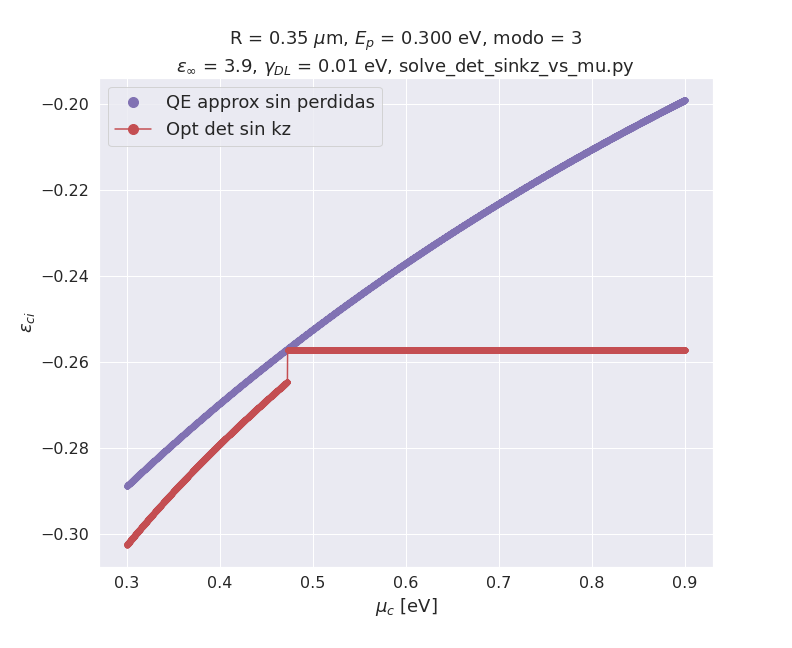 R = 0.35 μm, E_p = 0.300 eV, modo = 3
ε_∞ = 3.9, γ_DL = 0.01 eV, solve_det_sinkz_vs_mu.py
QE approx sin perdidas
Opt det sin kz
−0.20
−0.22
−0.24
−0.26
−0.28
−0.30
ε_ci
0.3 0.4 0.5 0.6 0.7 0.8 0.9
μ_c [eV]